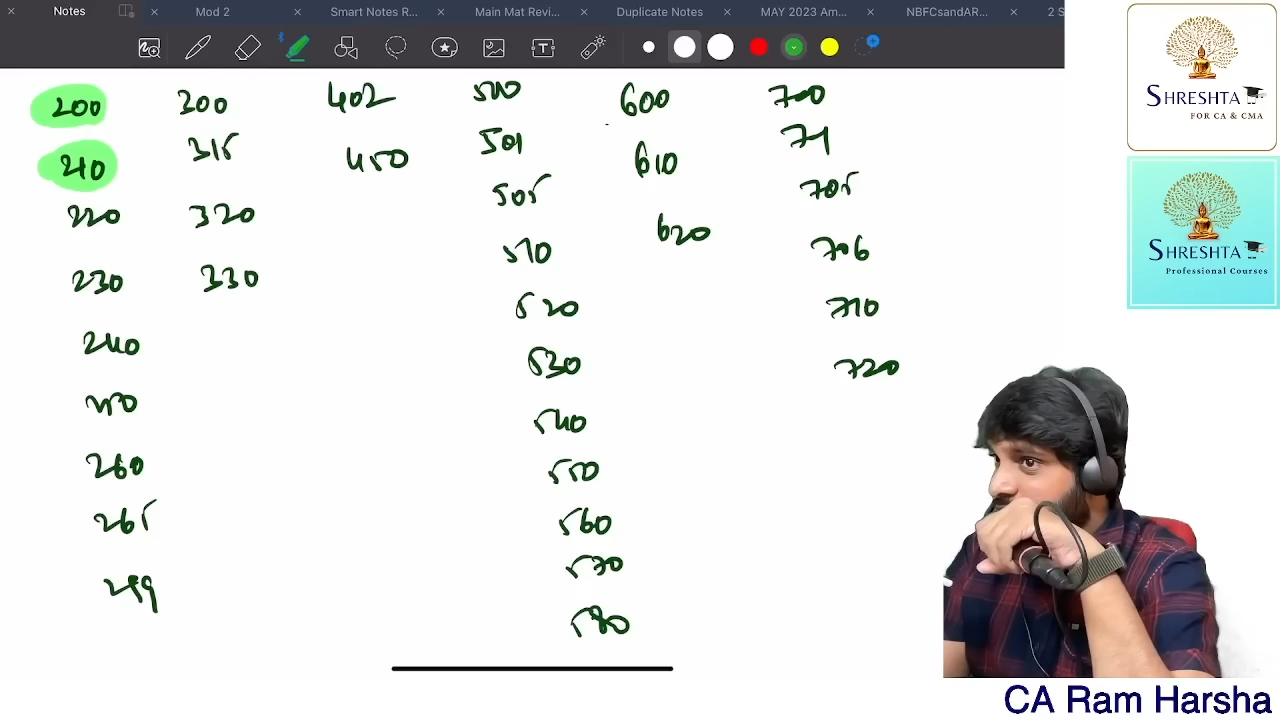 Notes
Mod 2
Smart Notes R...
Main Mat Revi...
Duplicate Notes
MAY 2023 Am...
NBFCsandAR...
2 S
200 300 402 500 600 700
210 315 450 501 610 701
220 320 505 620 705
230 330 510 706
240 520 710
250 530 720
260 540
265 550
299 560
570
580
SHRESHTA
FOR CA & CMA
SHRESHTA
Professional Courses
CA Ram Harsha